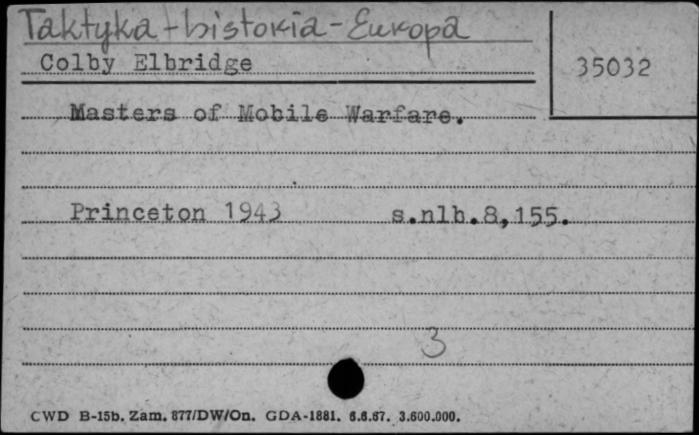 Taktyka - historia - Europa
Colby Elbridge
35032
Masters of Mobile Warfare.
Princeton 1943 s.nlb.8,155.
3
CWD B-15b. Zam. 877/DW/On. GDA-1881. 6.6.67. 3.600.000.